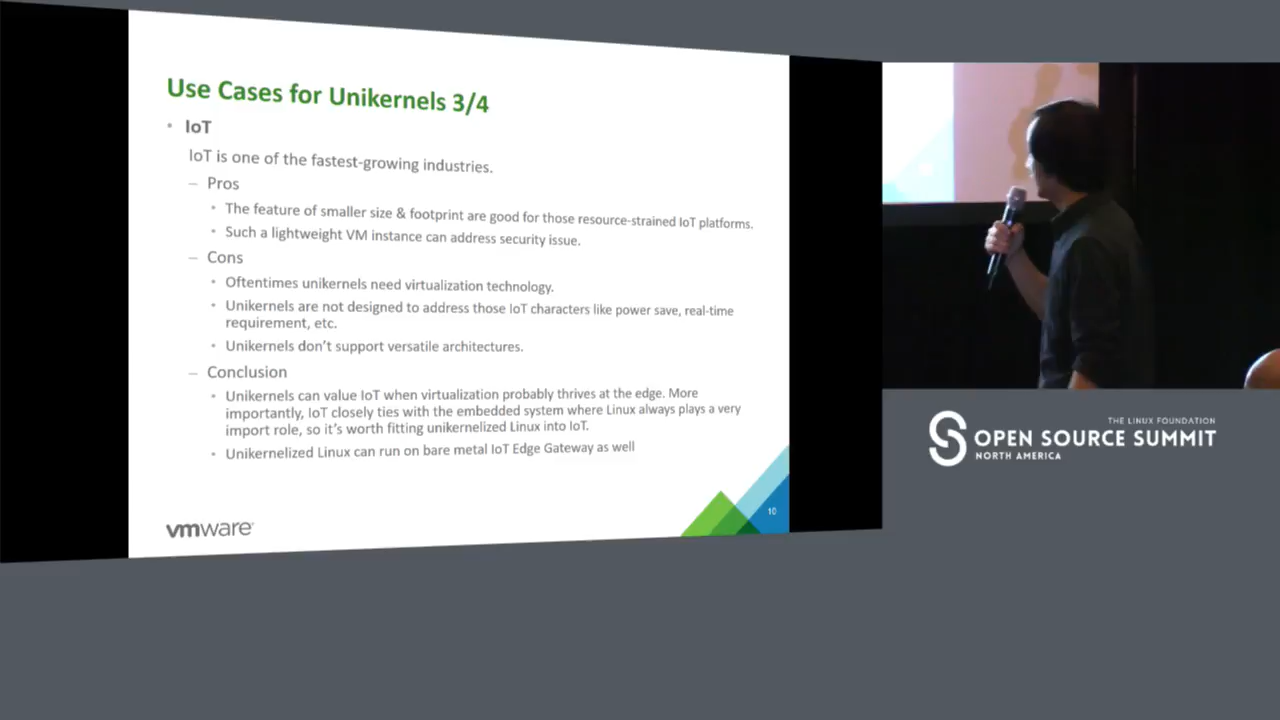 Use Cases for Unikernels 3/4
• IoT
IoT is one of the fastest-growing industries.
– Pros
• The feature of smaller size & footprint are good for those resource-strained IoT platforms.
• Such a lightweight VM instance can address security issue.
– Cons
• Oftentimes unikernels need virtualization technology.
• Unikernels are not designed to address those IoT characters like power save, real-time
requirement, etc.
• Unikernels don't support versatile architectures.
– Conclusion
• Unikernels can value IoT when virtualization probably thrives at the edge. More
importantly, IoT closely ties with the embedded system where Linux always plays a very
import role, so it's worth fitting unikernelized Linux into IoT.
• Unikernelized Linux can run on bare metal IoT Edge Gateway as well
vmware
10
THE LINUX FOUNDATION
OPEN SOURCE SUMMIT
NORTH AMERICA